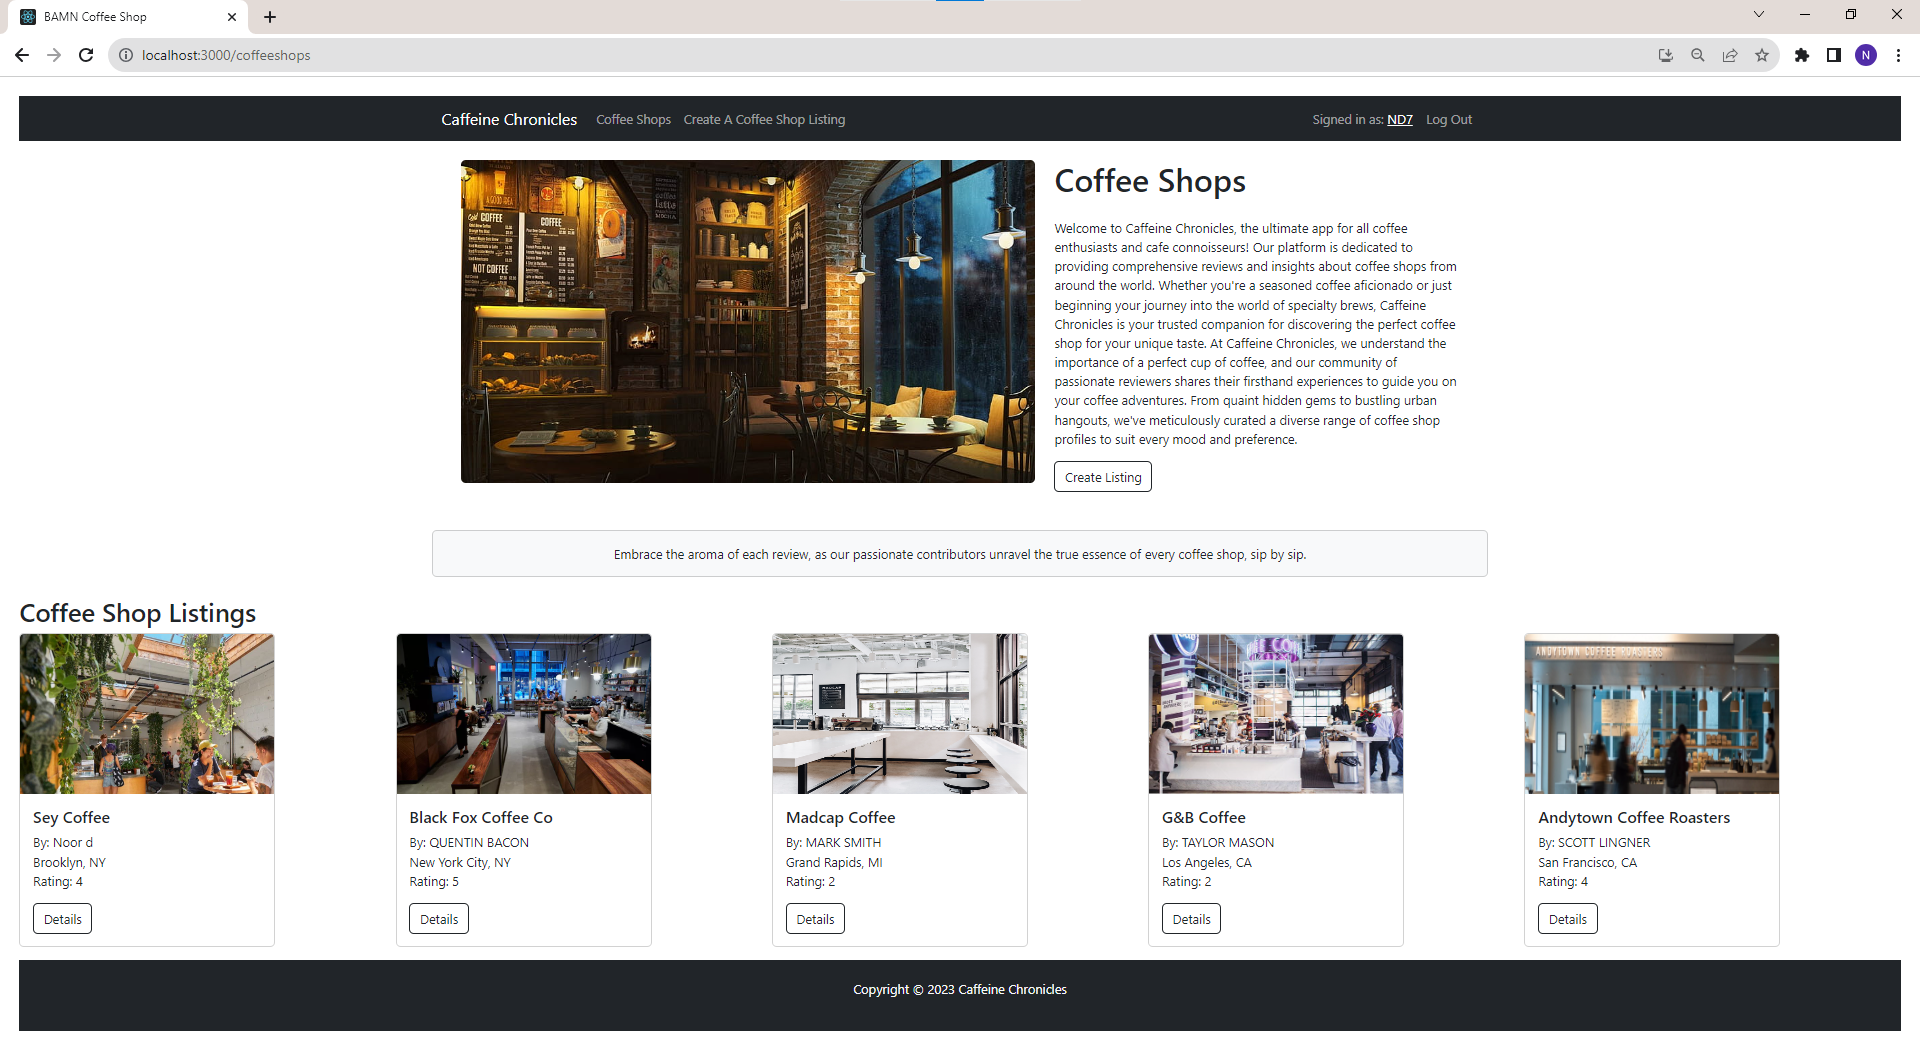 BAMN Coffee Shop
localhost:3000/coffeeshops
N
Caffeine Chronicles
Coffee Shops
Create A Coffee Shop Listing
Signed in as: ND7
Log Out
COFFEE
COFFEE
NOT COFFEE
Coffee Shops
Welcome to Caffeine Chronicles, the ultimate app for all coffee
enthusiasts and cafe connoisseurs! Our platform is dedicated to
providing comprehensive reviews and insights about coffee shops from
around the world. Whether you're a seasoned coffee aficionado or just
beginning your journey into the world of specialty brews, Caffeine
Chronicles is your trusted companion for discovering the perfect coffee
shop for your unique taste. At Caffeine Chronicles, we understand the
importance of a perfect cup of coffee, and our community of
passionate reviewers shares their firsthand experiences to guide you on
your coffee adventures. From quaint hidden gems to bustling urban
hangouts, we've meticulously curated a diverse range of coffee shop
profiles to suit every mood and preference.
Create Listing
Embrace the aroma of each review, as our passionate contributors unravel the true essence of every coffee shop, sip by sip.
Coffee Shop Listings
Sey Coffee
By: Noor d
Brooklyn, NY
Rating: 4
Details
Black Fox Coffee Co
By: QUENTIN BACON
New York City, NY
Rating: 5
Details
Madcap Coffee
By: MARK SMITH
Grand Rapids, MI
Rating: 2
Details
G&B Coffee
By: TAYLOR MASON
Los Angeles, CA
Rating: 2
Details
ANDYTOWN COFFEE ROASTERS
Andytown Coffee Roasters
By: SCOTT LINGNER
San Francisco, CA
Rating: 4
Details
Copyright © 2023 Caffeine Chronicles